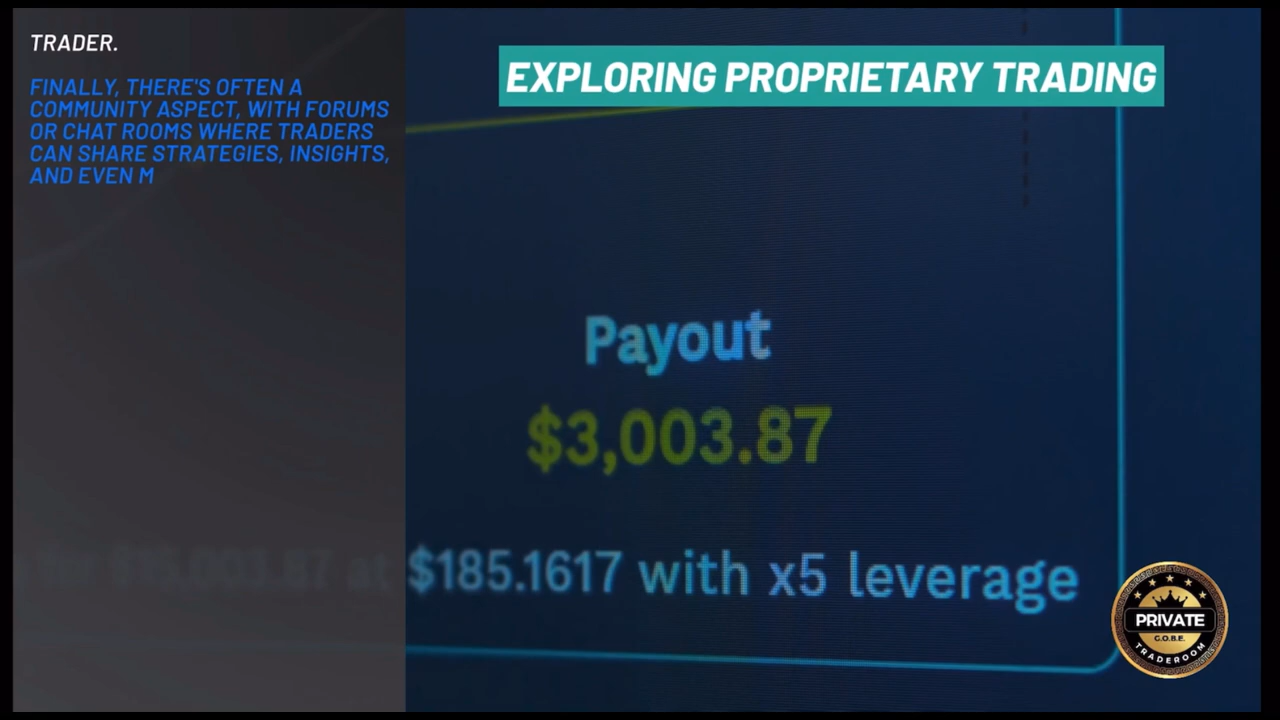 TRADER.
FINALLY, THERE'S OFTEN A
COMMUNITY ASPECT, WITH FORUMS
OR CHAT ROOMS WHERE TRADERS
CAN SHARE STRATEGIES, INSIGHTS,
AND EVEN M
EXPLORING PROPRIETARY TRADING
Payout
$3,003.87
at $185.1617 with x5 leverage
PRIVATE
G.O.B.E.
TRADEROOM